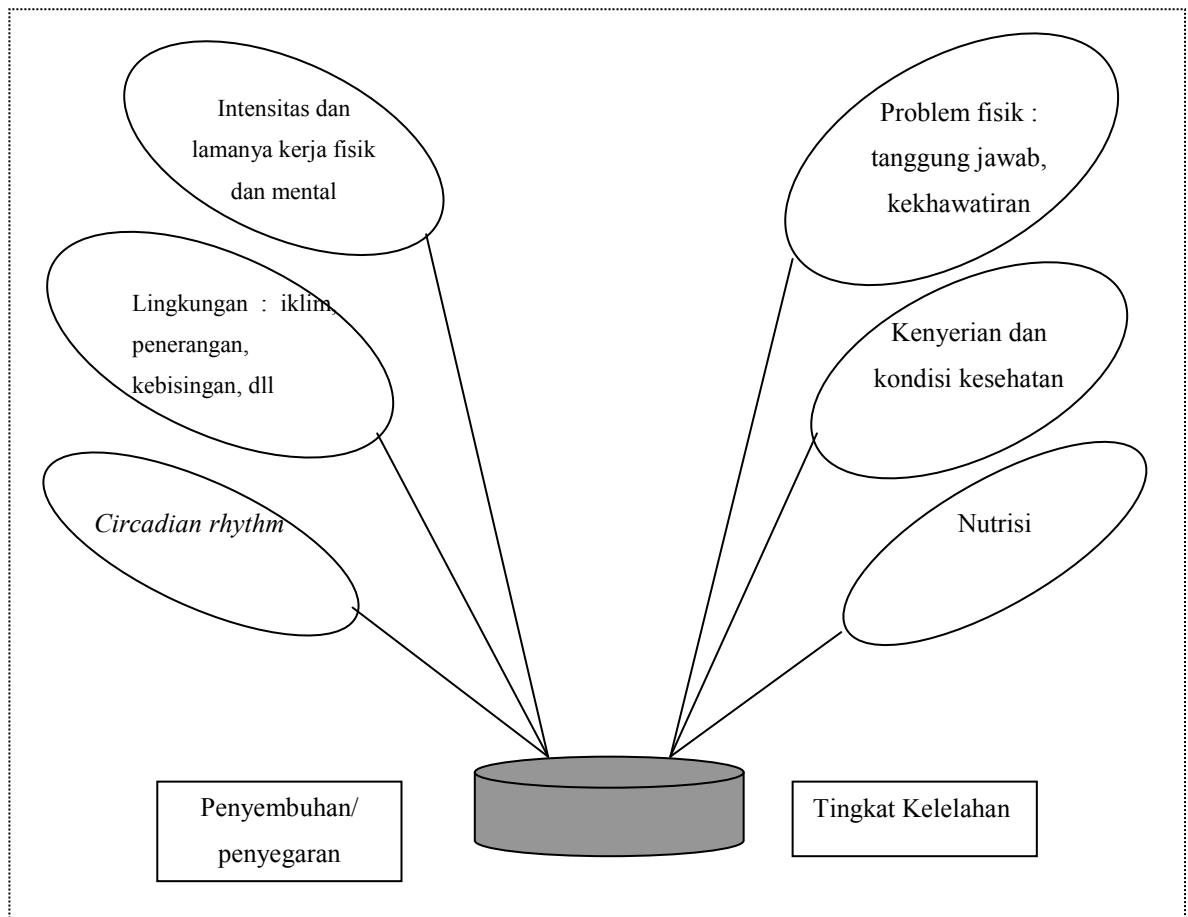 Intensitas dan
lamanya kerja fisik
dan mental
Problem fisik :
tanggung jawab,
kekhawatiran
Lingkungan : iklim,
penerangan,
kebisingan, dll
Kenyerian dan
kondisi kesehatan
Circadian rhythm
Nutrisi
Penyembuhan/
penyegaran
Tingkat Kelelahan